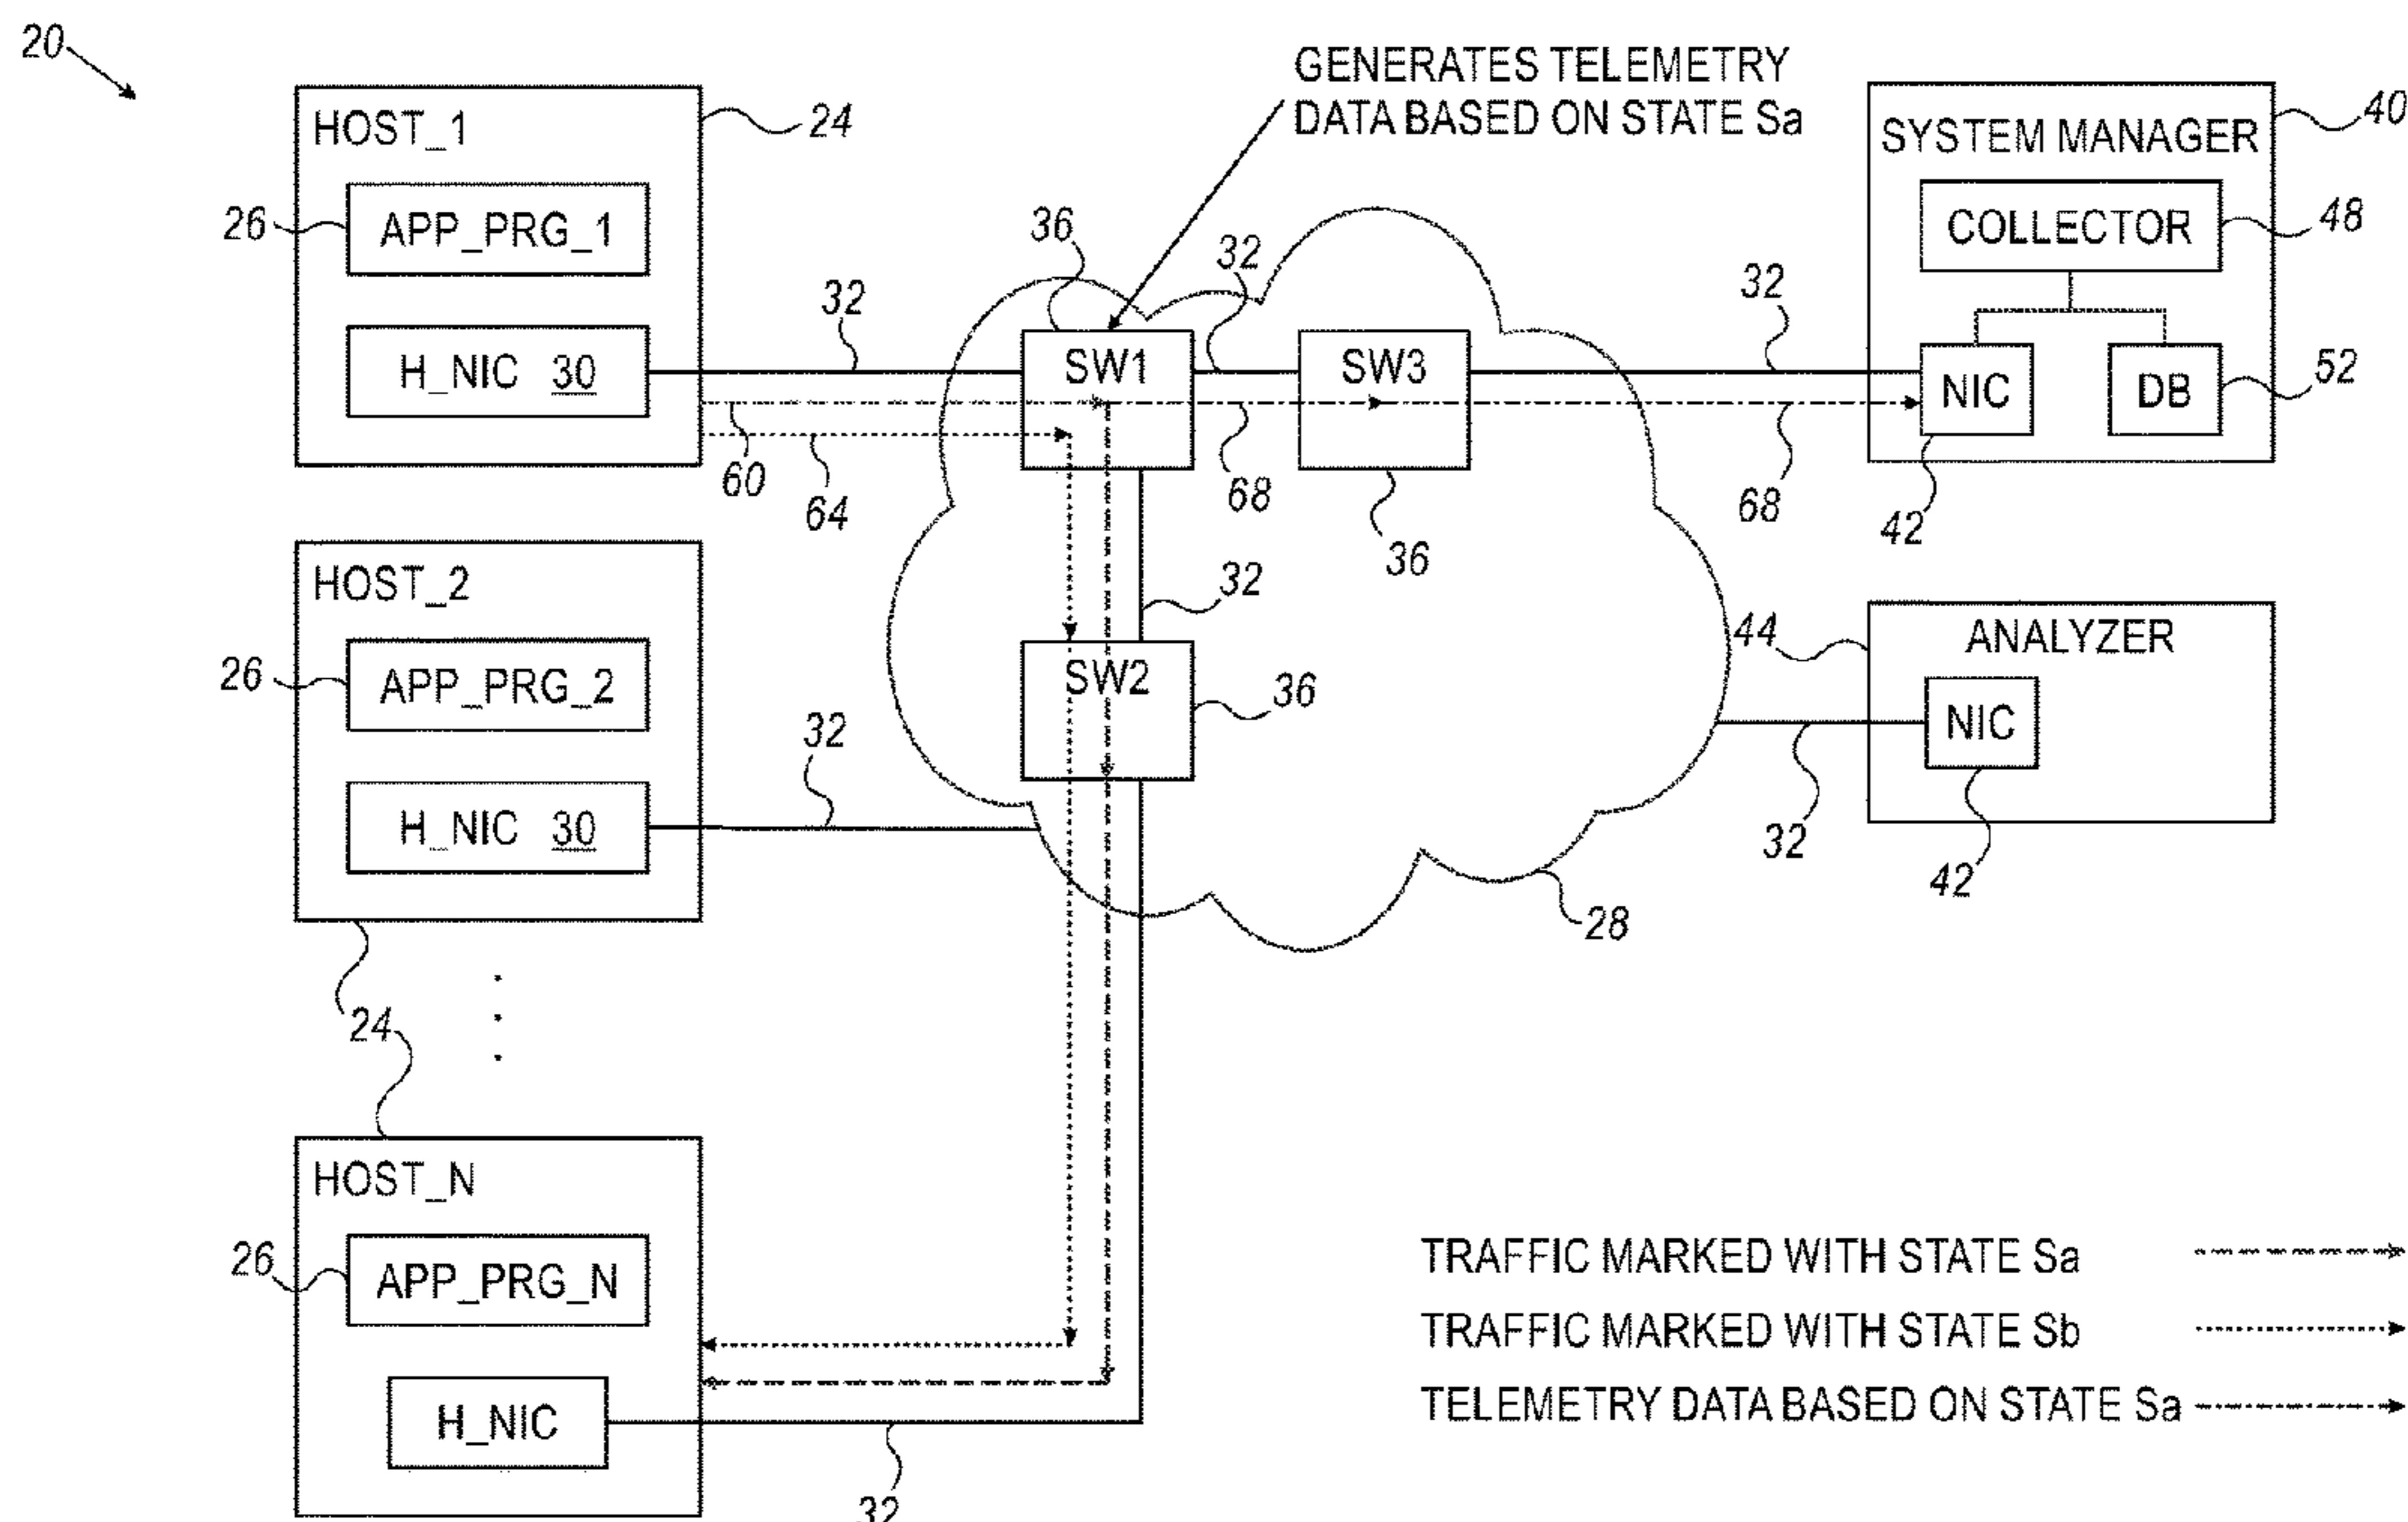 20
GENERATES TELEMETRY
DATA BASED ON STATE Sa
HOST_1
24
26
APP_PRG_1
H_NIC 30
32
36
SW1
32
SW3
36
32
SYSTEM MANAGER
40
COLLECTOR
48
NIC
DB
52
42
60
64
68
68
HOST_2
26
APP_PRG_2
H_NIC 30
32
24
32
SW2
36
28
44
ANALYZER
NIC
32
42
24
HOST_N
26
APP_PRG_N
H_NIC
32
TRAFFIC MARKED WITH STATE Sa
TRAFFIC MARKED WITH STATE Sb
TELEMETRY DATA BASED ON STATE Sa